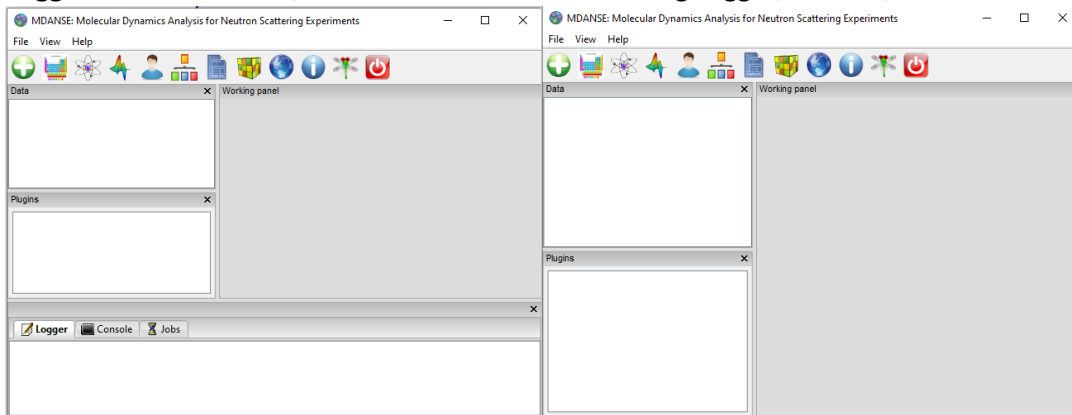 MDANSE: Molecular Dynamics Analysis for Neutron Scattering Experiments
File View Help
Data
Working panel
Plugins
Logger Console Jobs
MDANSE: Molecular Dynamics Analysis for Neutron Scattering Experiments
File View Help
Data
Working panel
Plugins